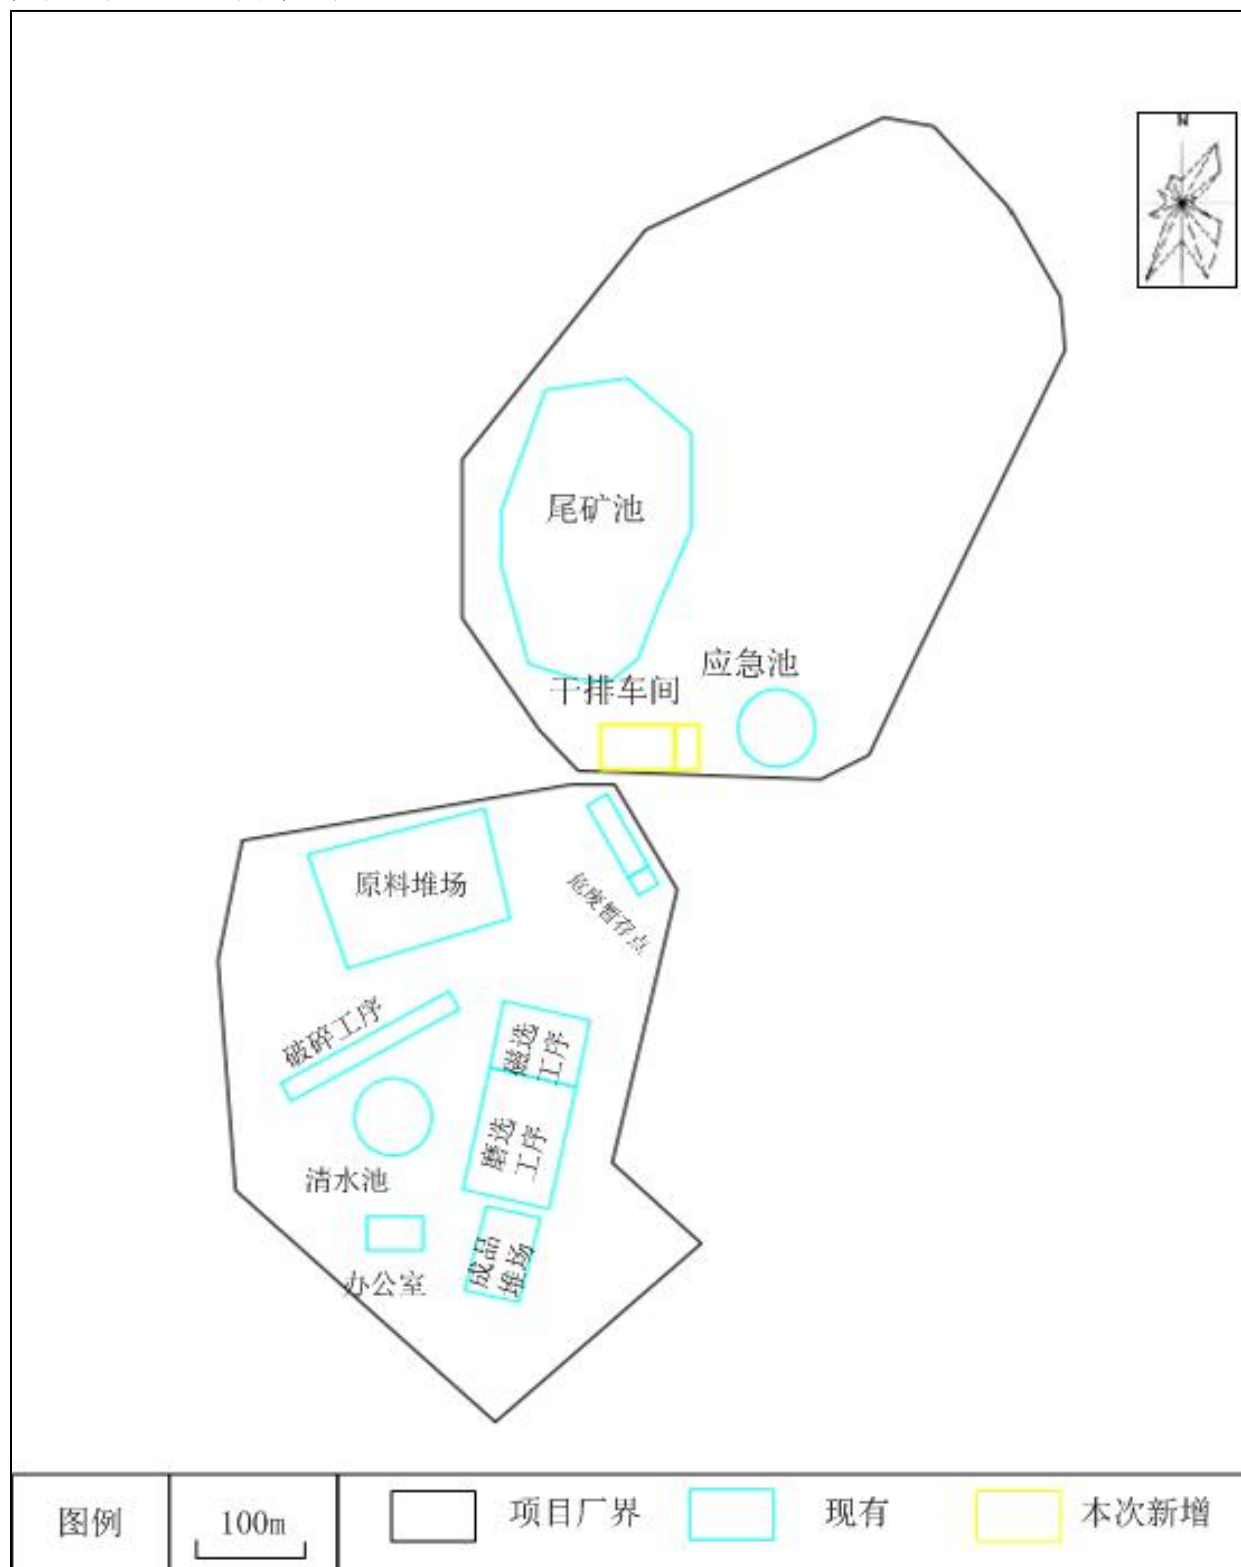 N
尾矿池
应急池
干排车间
原料堆场
危废暂存点
破碎工序
磁选
工序
磨选
工序
清水池
成品
堆场
办公室
图例
100m
项目厂界
现有
本次新增